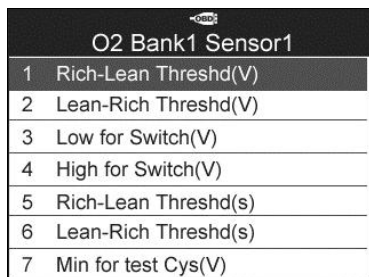 OBD
O2 Bank1 Sensor1
1 Rich-Lean Threshd(V)
2 Lean-Rich Threshd(V)
3 Low for Switch(V)
4 High for Switch(V)
5 Rich-Lean Threshd(s)
6 Lean-Rich Threshd(s)
7 Min for test Cys(V)